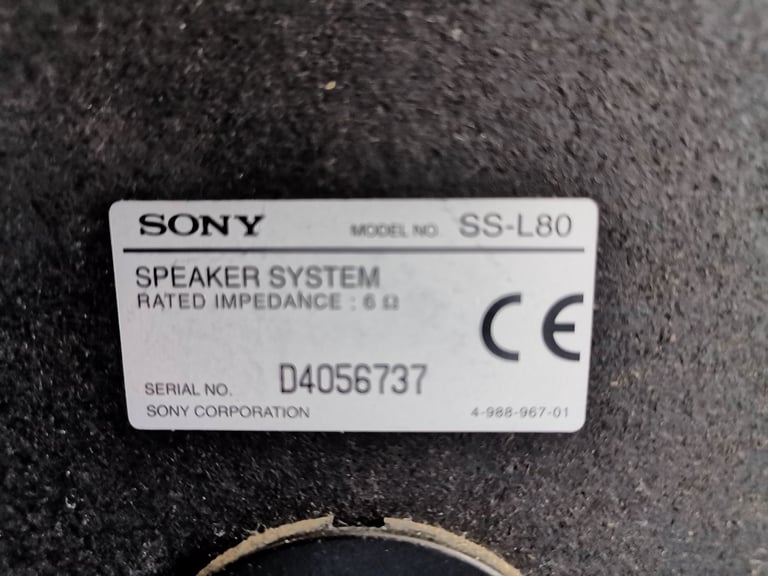 SONY MODEL NO. SS-L80
SPEAKER SYSTEM
RATED IMPEDANCE : 6 Ω
CE
SERIAL NO. D4056737
SONY CORPORATION 4-988-967-01